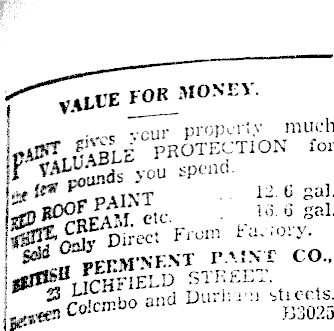 VALUE FOR MONEY.
PAINT gives your property much
VALUABLE PROTECTION for
the few pounds you spend.
RED ROOF PAINT .. 12.6 gal.
WHITE, CREAM, etc. . 16.6 gal.
Sold Only Direct From Factory.
BRITISH PERM'NENT PAINT CO.,
23 LICHFIELD STREET,
Between Colombo and Durham streets.
B3025